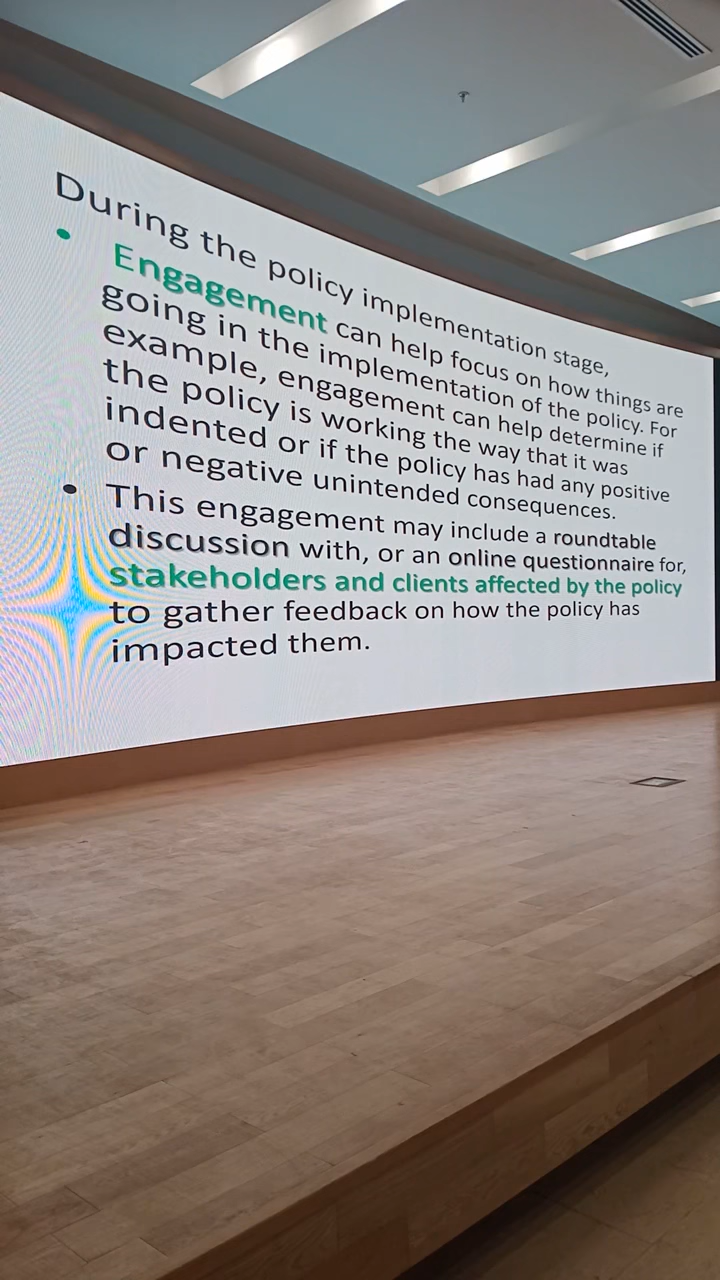 During the policy implementation stage,
• Engagement can help focus on how things are
going in the implementation of the policy. For
example, engagement can help determine if
the policy is working the way that it was
indented or if the policy has had any positive
or negative unintended consequences.
• This engagement may include a roundtable
discussion with, or an online questionnaire for,
stakeholders and clients affected by the policy
to gather feedback on how the policy has
impacted them.